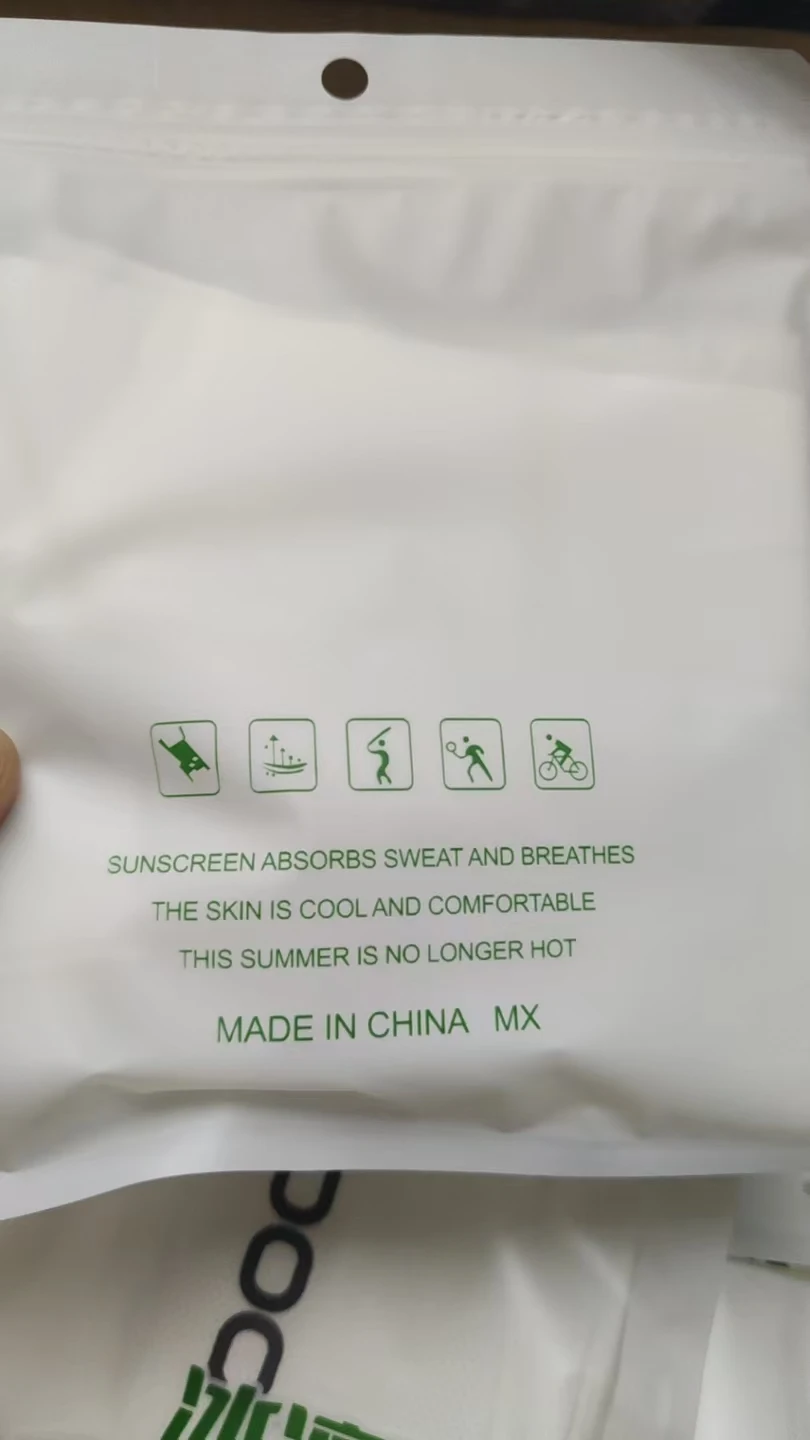 SUNSCREEN ABSORBS SWEAT AND BREATHES
THE SKIN IS COOL AND COMFORTABLE
THIS SUMMER IS NO LONGER HOT
MADE IN CHINA MX